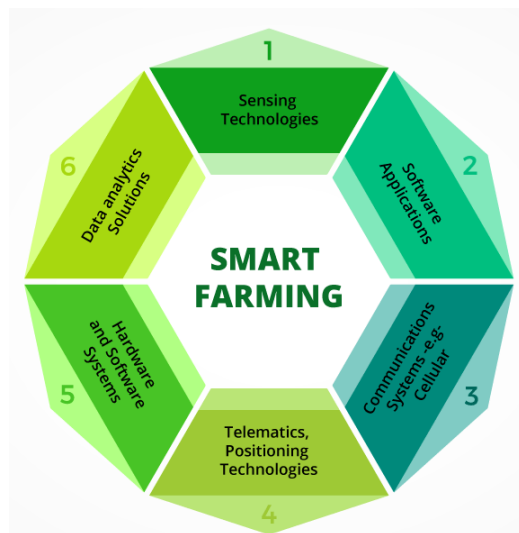 1
Sensing
Technologies
2
Software
Applications
3
Communications
Systems -e.g-
Cellular
4
Telematics,
Positioning
Technologies
5
Hardware
and Software
Systems
6
Data analytics
Solutions
SMART
FARMING